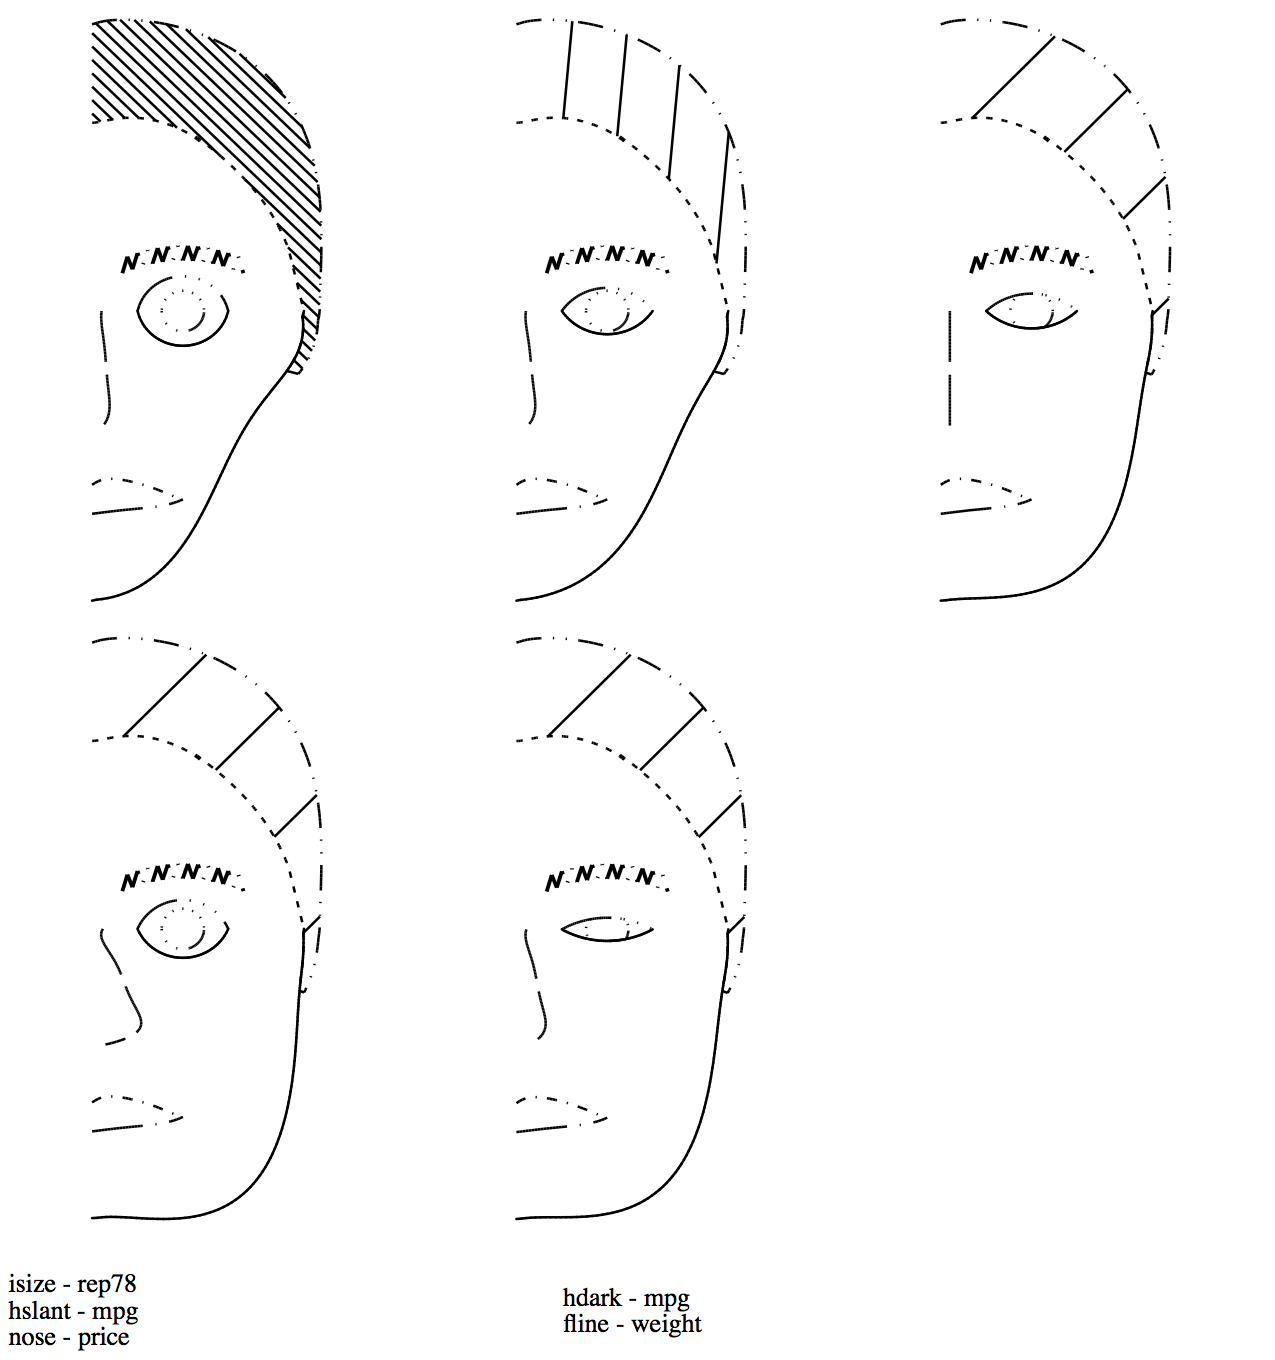 isize - rep78
hslant - mpg
nose - price
hdark - mpg
fline - weight